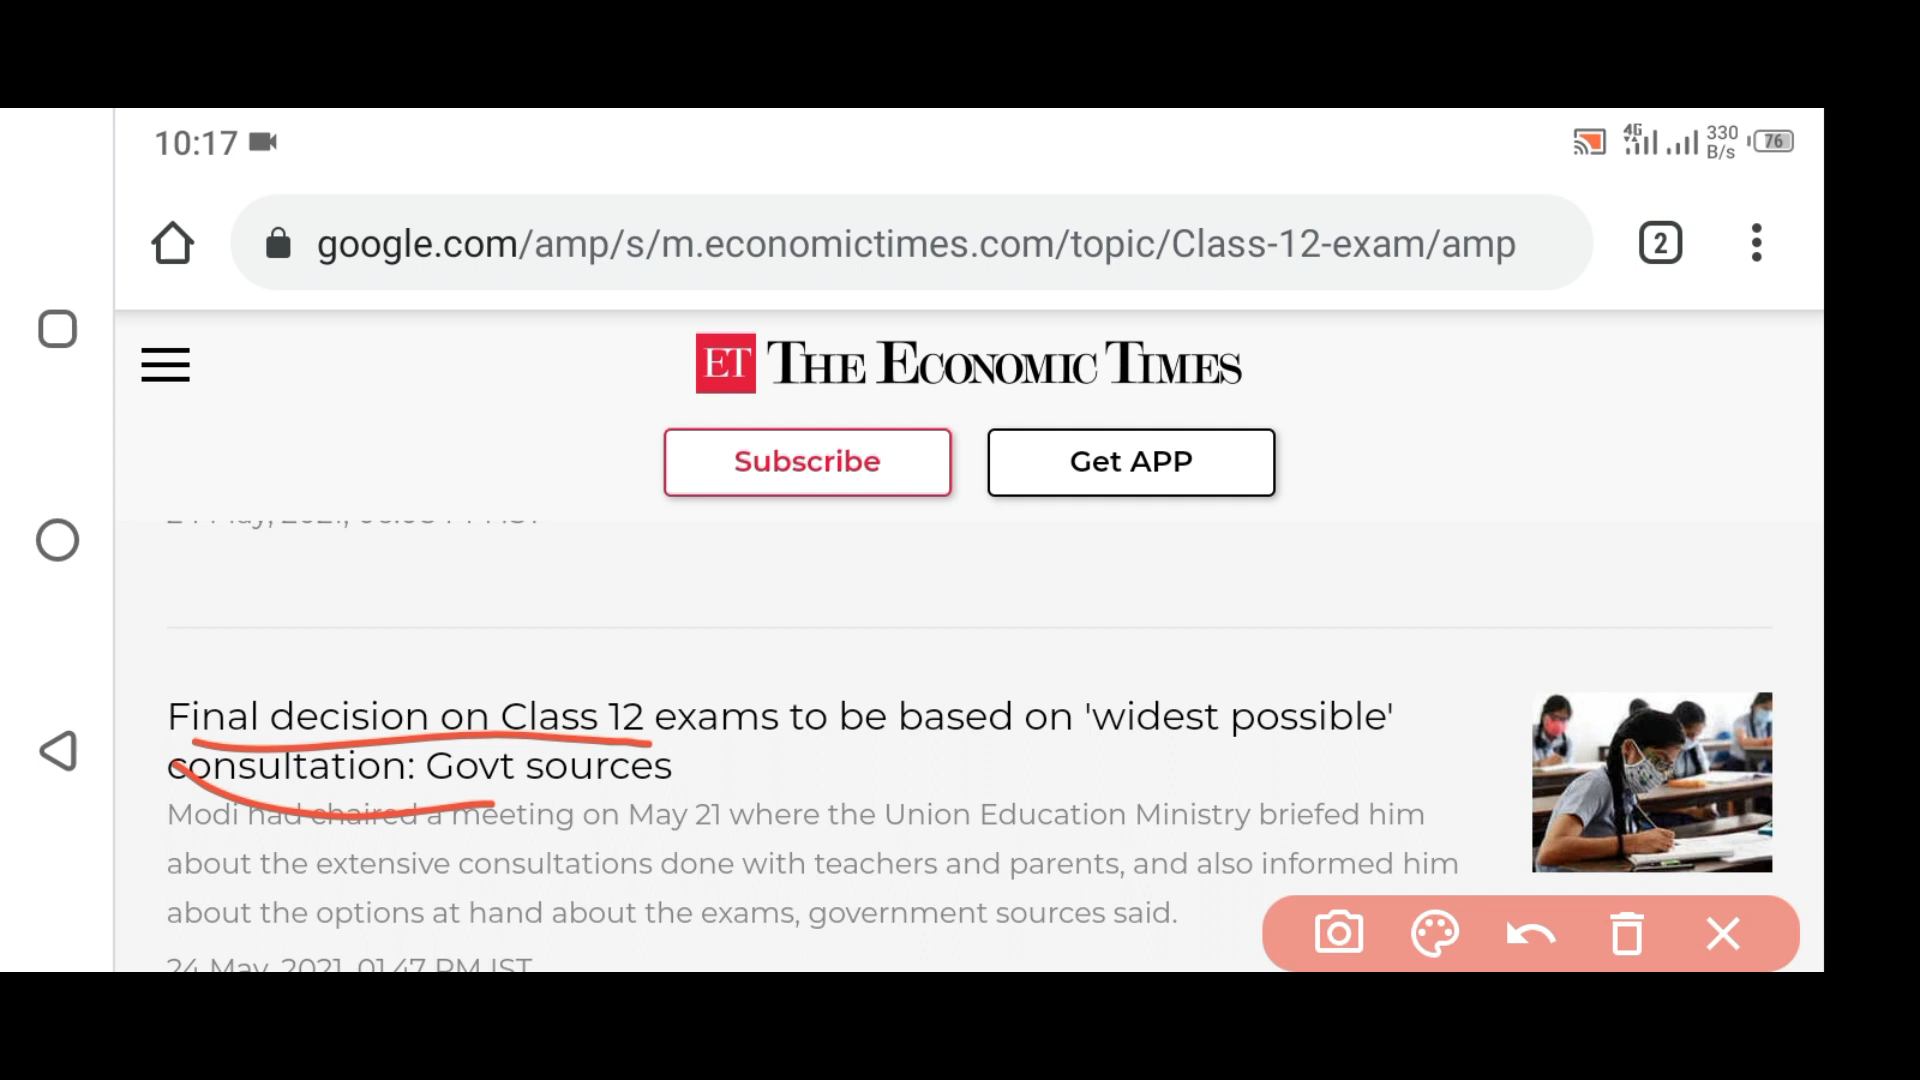 10:17
4G
330
B/s
76
google.com/amp/s/m.economictimes.com/topic/Class-12-exam/amp
2
ET THE ECONOMIC TIMES
Subscribe
Get APP
Final decision on Class 12 exams to be based on 'widest possible'
consultation: Govt sources
Modi had chaired a meeting on May 21 where the Union Education Ministry briefed him
about the extensive consultations done with teachers and parents, and also informed him
about the options at hand about the exams, government sources said.
24 May, 2021, 01.47 PM IST